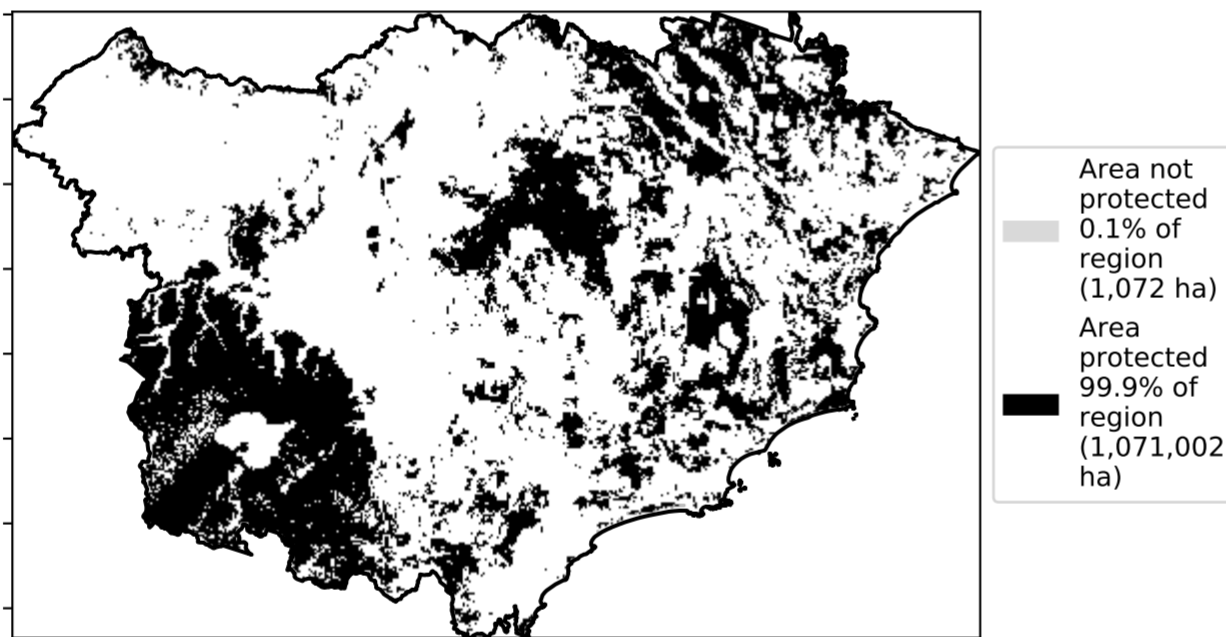 Area not
protected
0.1% of
region
(1,072 ha)
Area
protected
99.9% of
region
(1,071,002
ha)